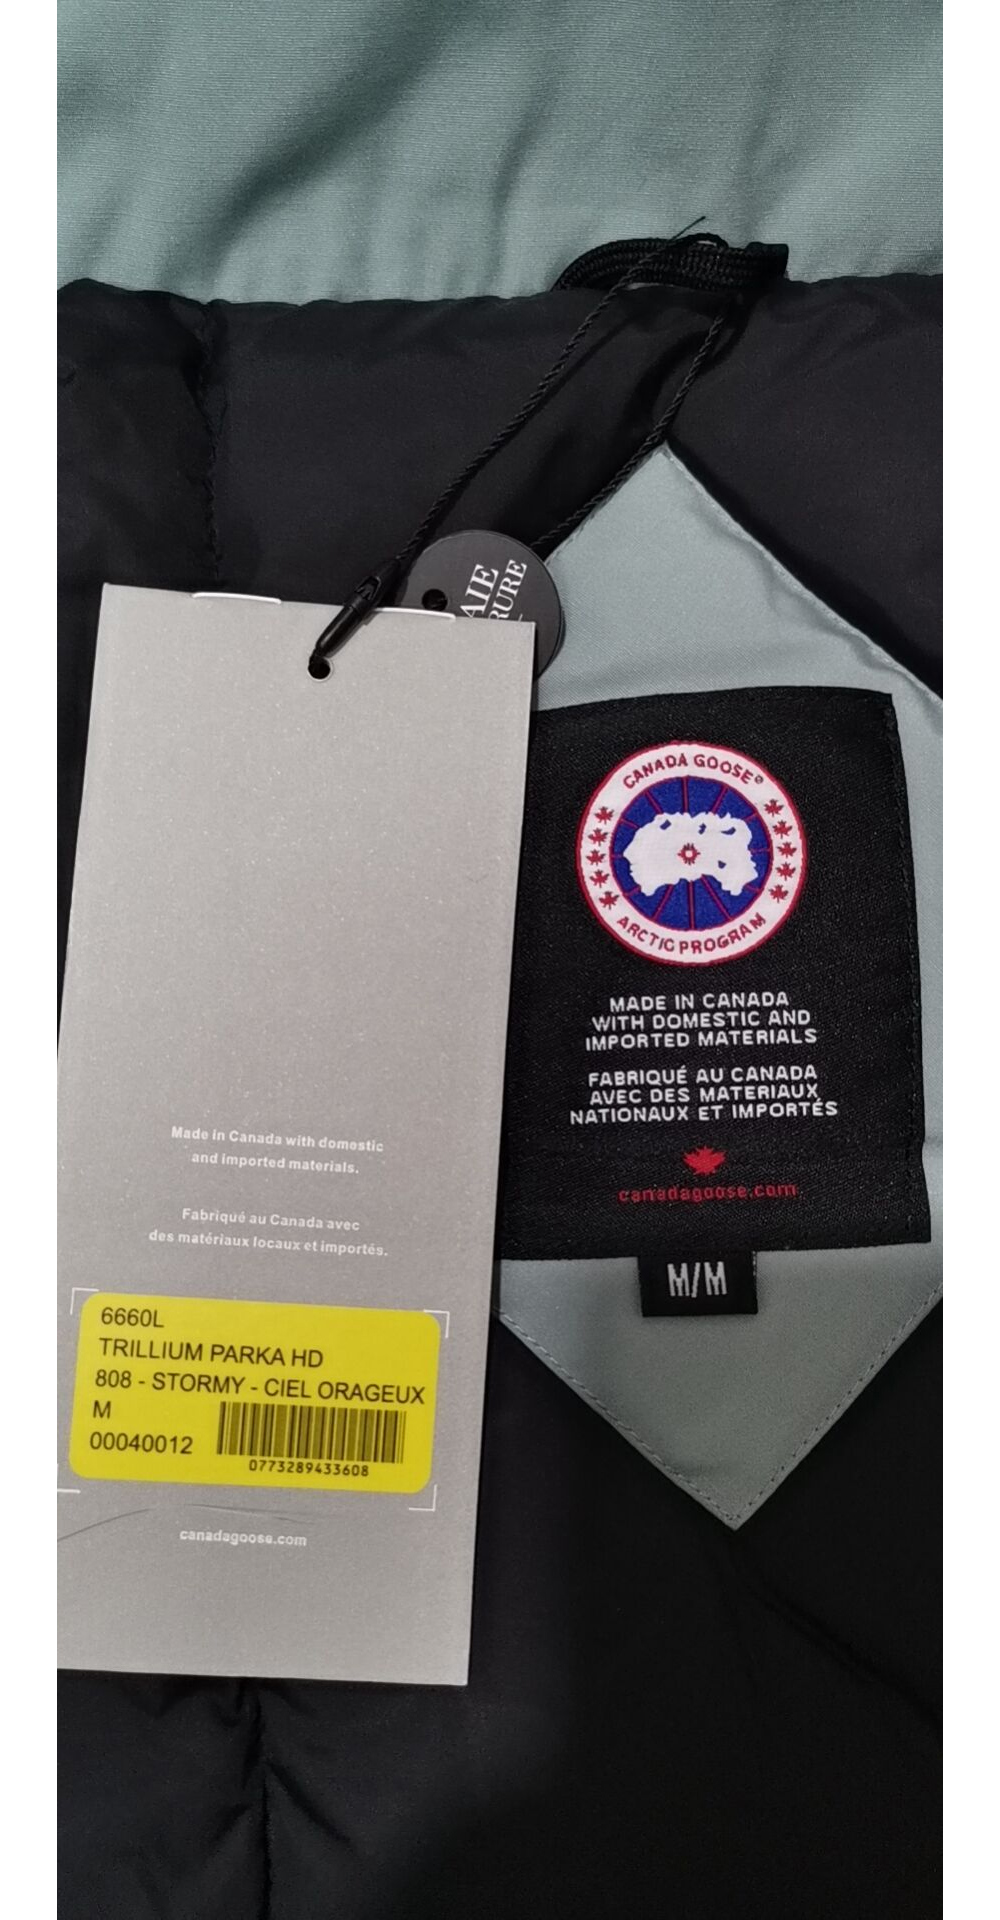 AIE
RURE
CANADA GOOSE®
ARCTIC PROGRAM
MADE IN CANADA
WITH DOMESTIC AND
IMPORTED MATERIALS
FABRIQUÉ AU CANADA
AVEC DES MATERIAUX
NATIONAUX ET IMPORTÉS
canadagoose.com
M/M
Made in Canada with domestic
and imported materials.
Fabriqué au Canada avec
des matériaux locaux et importés.
6660L
TRILLIUM PARKA HD
808 - STORMY - CIEL ORAGEUX
M
00040012
0773289433608
canadagoose.com